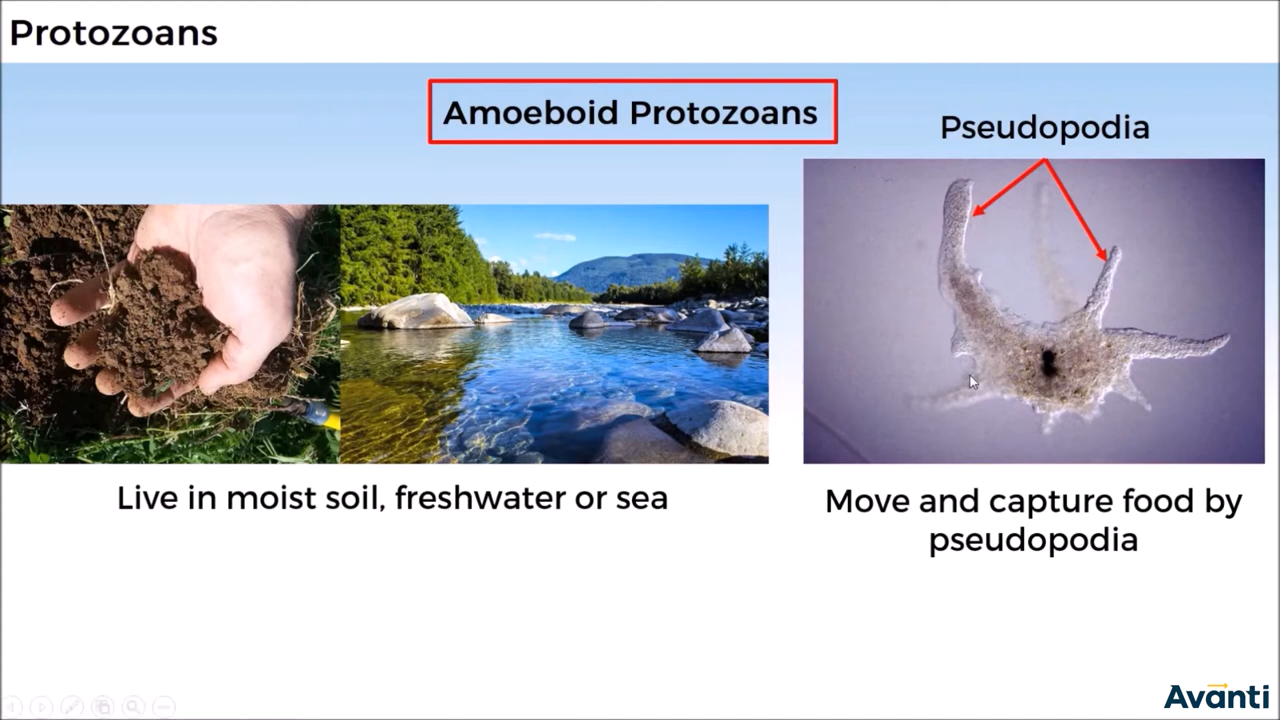 Protozoans
Amoeboid Protozoans
Pseudopodia
Live in moist soil, freshwater or sea
Move and capture food by
pseudopodia
Avanti